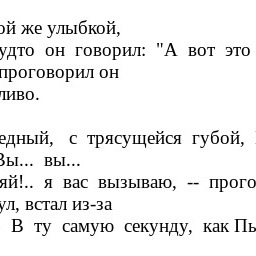 ой же улыбкой,
удто он говорил: "А вот это
проговорил он
ливо.
едный, с трясущейся губой,
Вы... вы...
яй!.. я вас вызываю, -- прого
ул, встал из-за
В ту самую секунду, как Пь